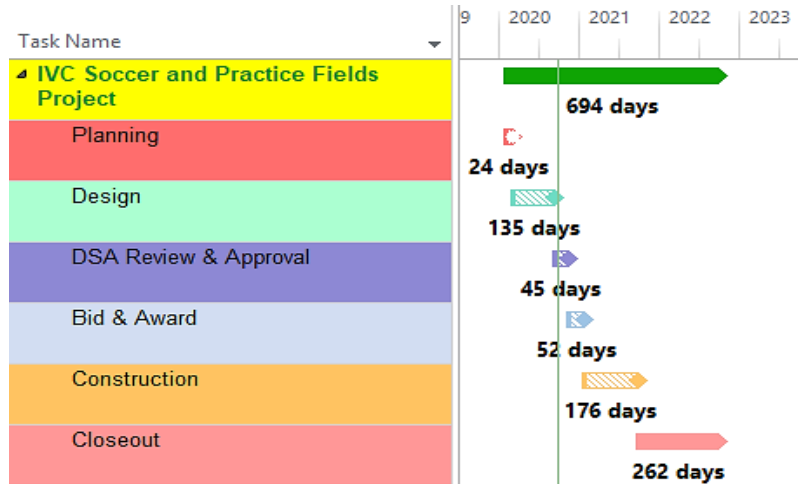 9 2020 2021 2022 2023
Task Name
IVC Soccer and Practice Fields
Project
694 days
Planning
24 days
Design
135 days
DSA Review & Approval
45 days
Bid & Award
52 days
Construction
176 days
Closeout
262 days